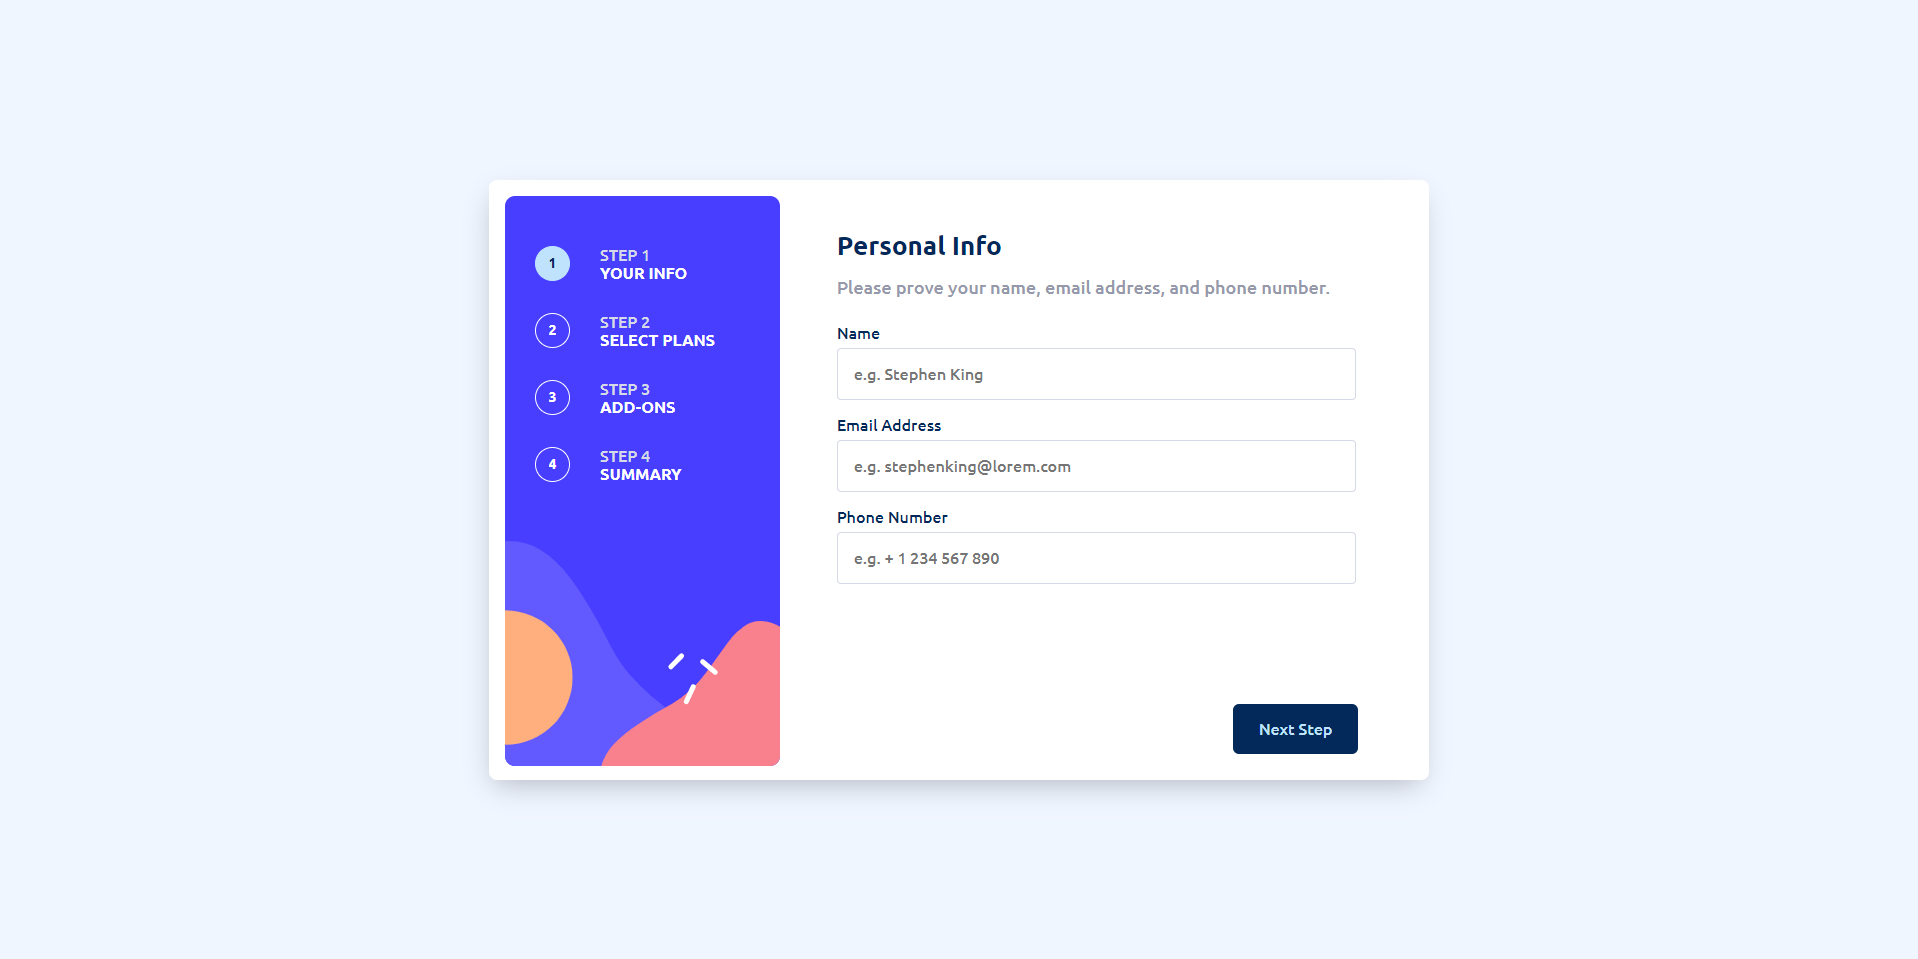 1
STEP 1
YOUR INFO
2
STEP 2
SELECT PLANS
3
STEP 3
ADD-ONS
4
STEP 4
SUMMARY
Personal Info
Please prove your name, email address, and phone number.
Name
e.g. Stephen King
Email Address
e.g. stephenking@lorem.com
Phone Number
e.g. + 1 234 567 890
Next Step